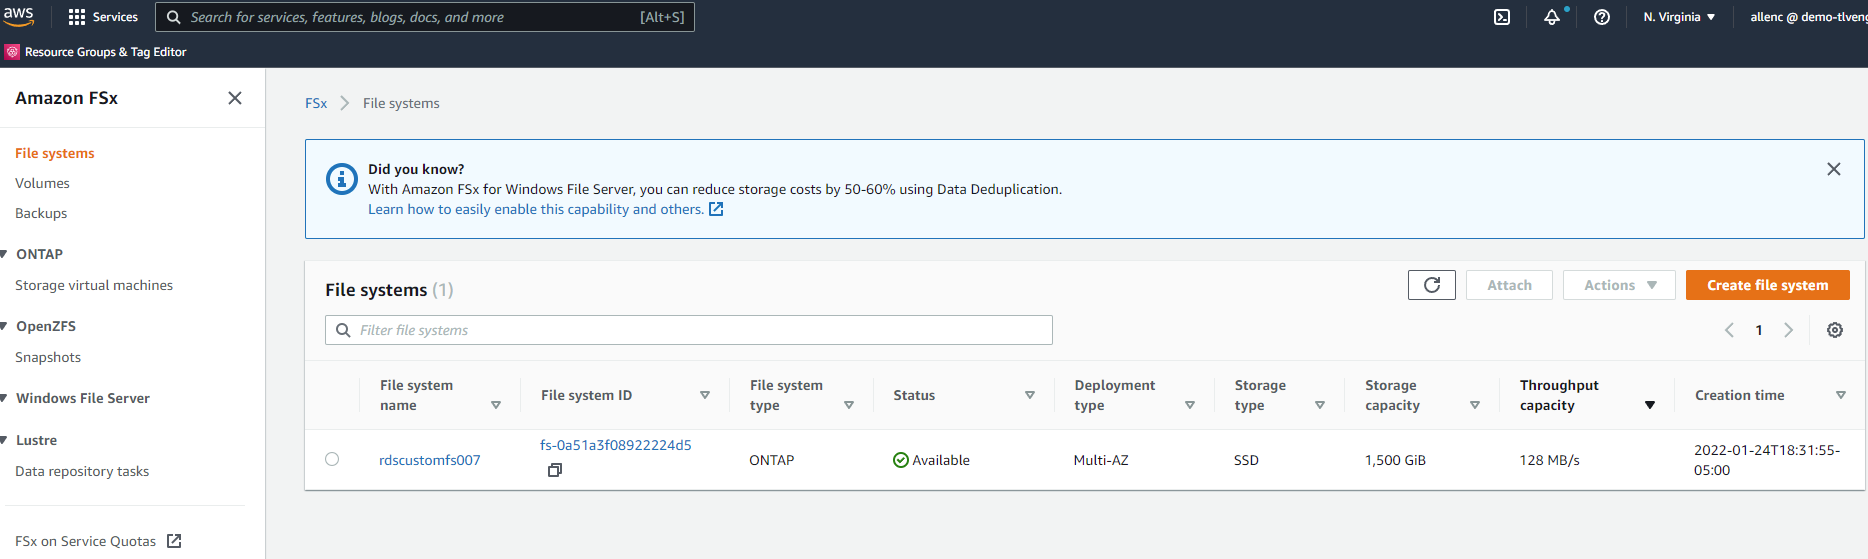 aws
Services
Search for services, features, blogs, docs, and more
[Alt+S]
N. Virginia
allenc @ demo-tlveng
Resource Groups & Tag Editor
Amazon FSx
File systems
Volumes
Backups
ONTAP
Storage virtual machines
OpenZFS
Snapshots
Windows File Server
Lustre
Data repository tasks
FSx on Service Quotas
FSx
File systems
Did you know?
With Amazon FSx for Windows File Server, you can reduce storage costs by 50-60% using Data Deduplication.
Learn how to easily enable this capability and others.
File systems (1)
Attach
Actions
Create file system
Filter file systems
1
File system name
File system ID
File system type
Status
Deployment type
Storage type
Storage capacity
Throughput capacity
Creation time
rdscustomfs007
fs-0a51a3f08922224d5
ONTAP
Available
Multi-AZ
SSD
1,500 GiB
128 MB/s
2022-01-24T18:31:55-
05:00